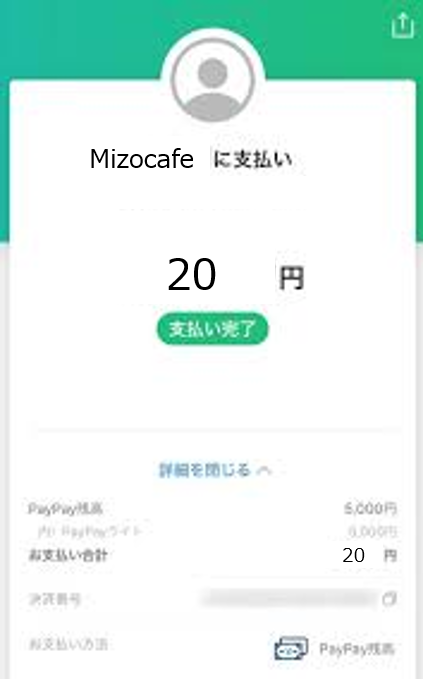 Mizocafe に支払い
20 円
支払い完了
詳細を閉じる
PayPay残高 5,000円
内) PayPayライト 5,000円
お支払い合計 20 円
決済番号
お支払い方法 PayPay残高